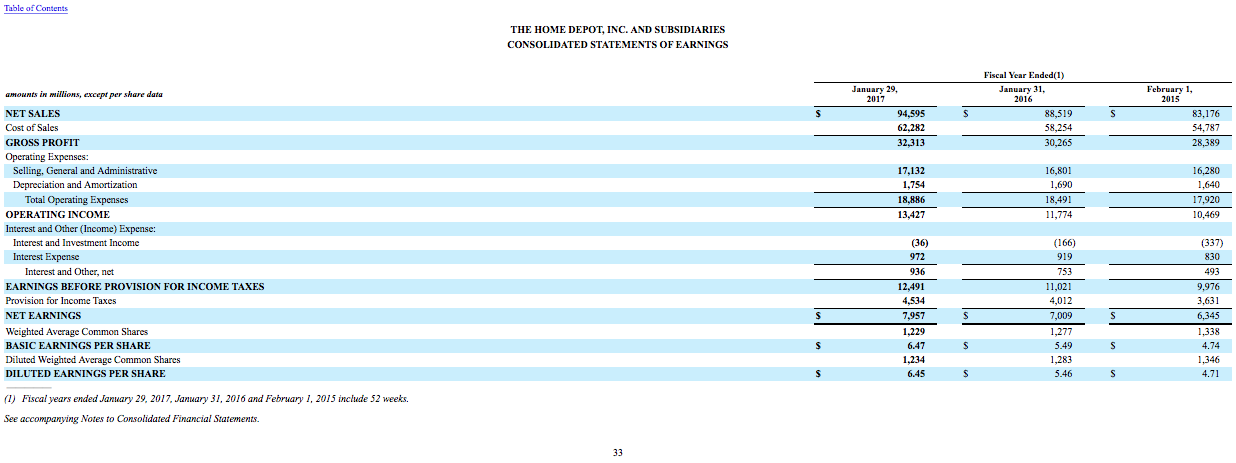 Table of Contents
THE HOME DEPOT, INC. AND SUBSIDIARIES
CONSOLIDATED STATEMENTS OF EARNINGS
Fiscal Year Ended(1)
amounts in millions, except per share data January 29, 2017 January 31, 2016 February 1, 2015
NET SALES $ 94,595 $ 88,519 $ 83,176
Cost of Sales 62,282 58,254 54,787
GROSS PROFIT 32,313 30,265 28,389
Operating Expenses:
Selling, General and Administrative 17,132 16,801 16,280
Depreciation and Amortization 1,754 1,690 1,640
Total Operating Expenses 18,886 18,491 17,920
OPERATING INCOME 13,427 11,774 10,469
Interest and Other (Income) Expense:
Interest and Investment Income (36) (166) (337)
Interest Expense 972 919 830
Interest and Other, net 936 753 493
EARNINGS BEFORE PROVISION FOR INCOME TAXES 12,491 11,021 9,976
Provision for Income Taxes 4,534 4,012 3,631
NET EARNINGS $ 7,957 $ 7,009 $ 6,345
Weighted Average Common Shares 1,229 1,277 1,338
BASIC EARNINGS PER SHARE $ 6.47 $ 5.49 $ 4.74
Diluted Weighted Average Common Shares 1,234 1,283 1,346
DILUTED EARNINGS PER SHARE $ 6.45 $ 5.46 $ 4.71
(1) Fiscal years ended January 29, 2017, January 31, 2016 and February 1, 2015 include 52 weeks.
See accompanying Notes to Consolidated Financial Statements.
33